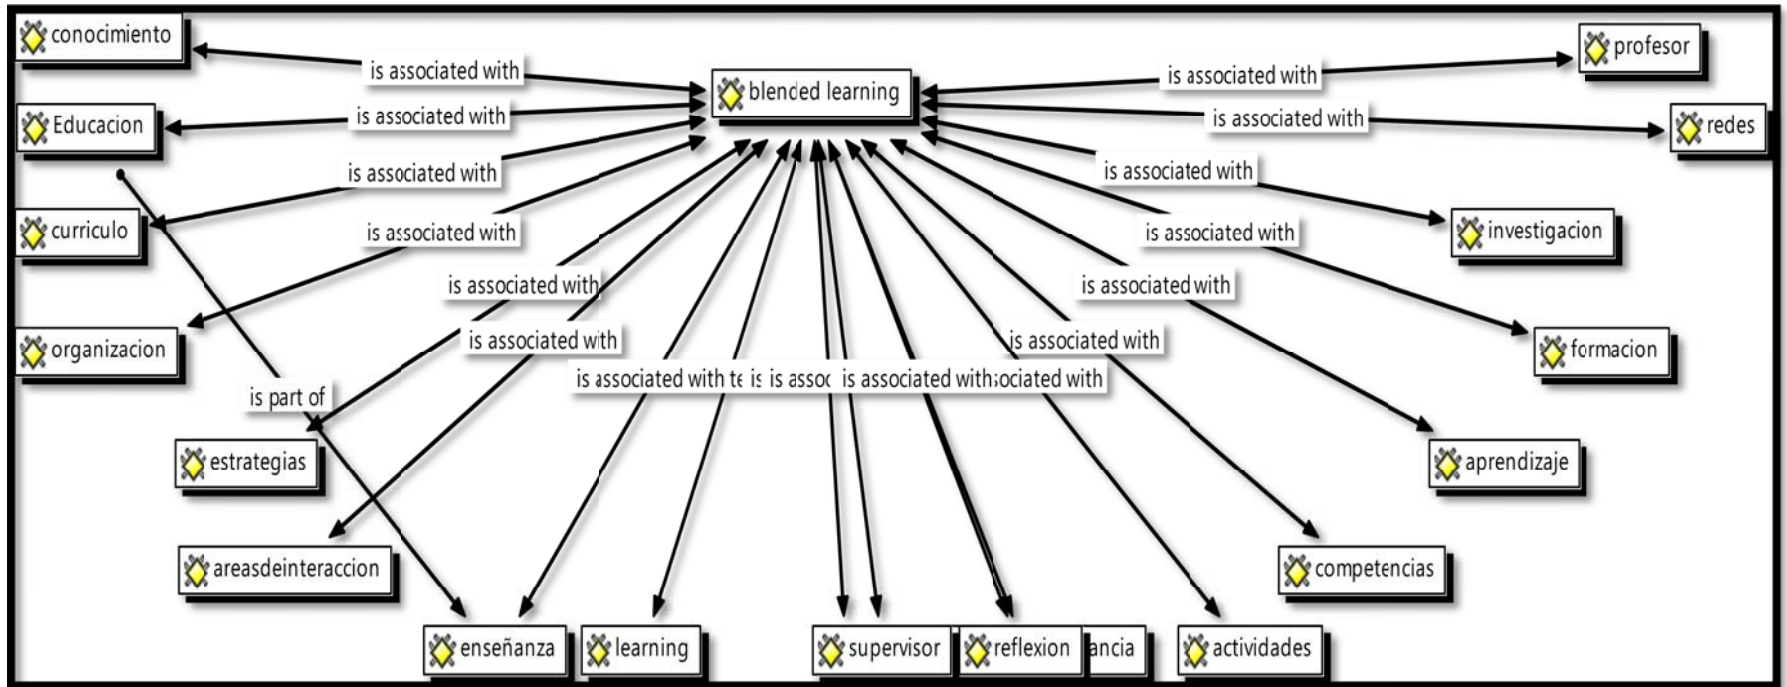 conocimiento
is associated with
blended learning
is associated with
profesor
Educacion
is associated with
is associated with
redes
is associated with
is associated with
curriculo
is associated with
is associated with
investigacion
is associated with
is associated with
organizacion
is associated with
is associated with
formacion
is part of
is associated with
is associated with
estrategias
aprendizaje
areasdeinteraccion
competencias
enseñanza
learning
supervisor
reflexion
actividades